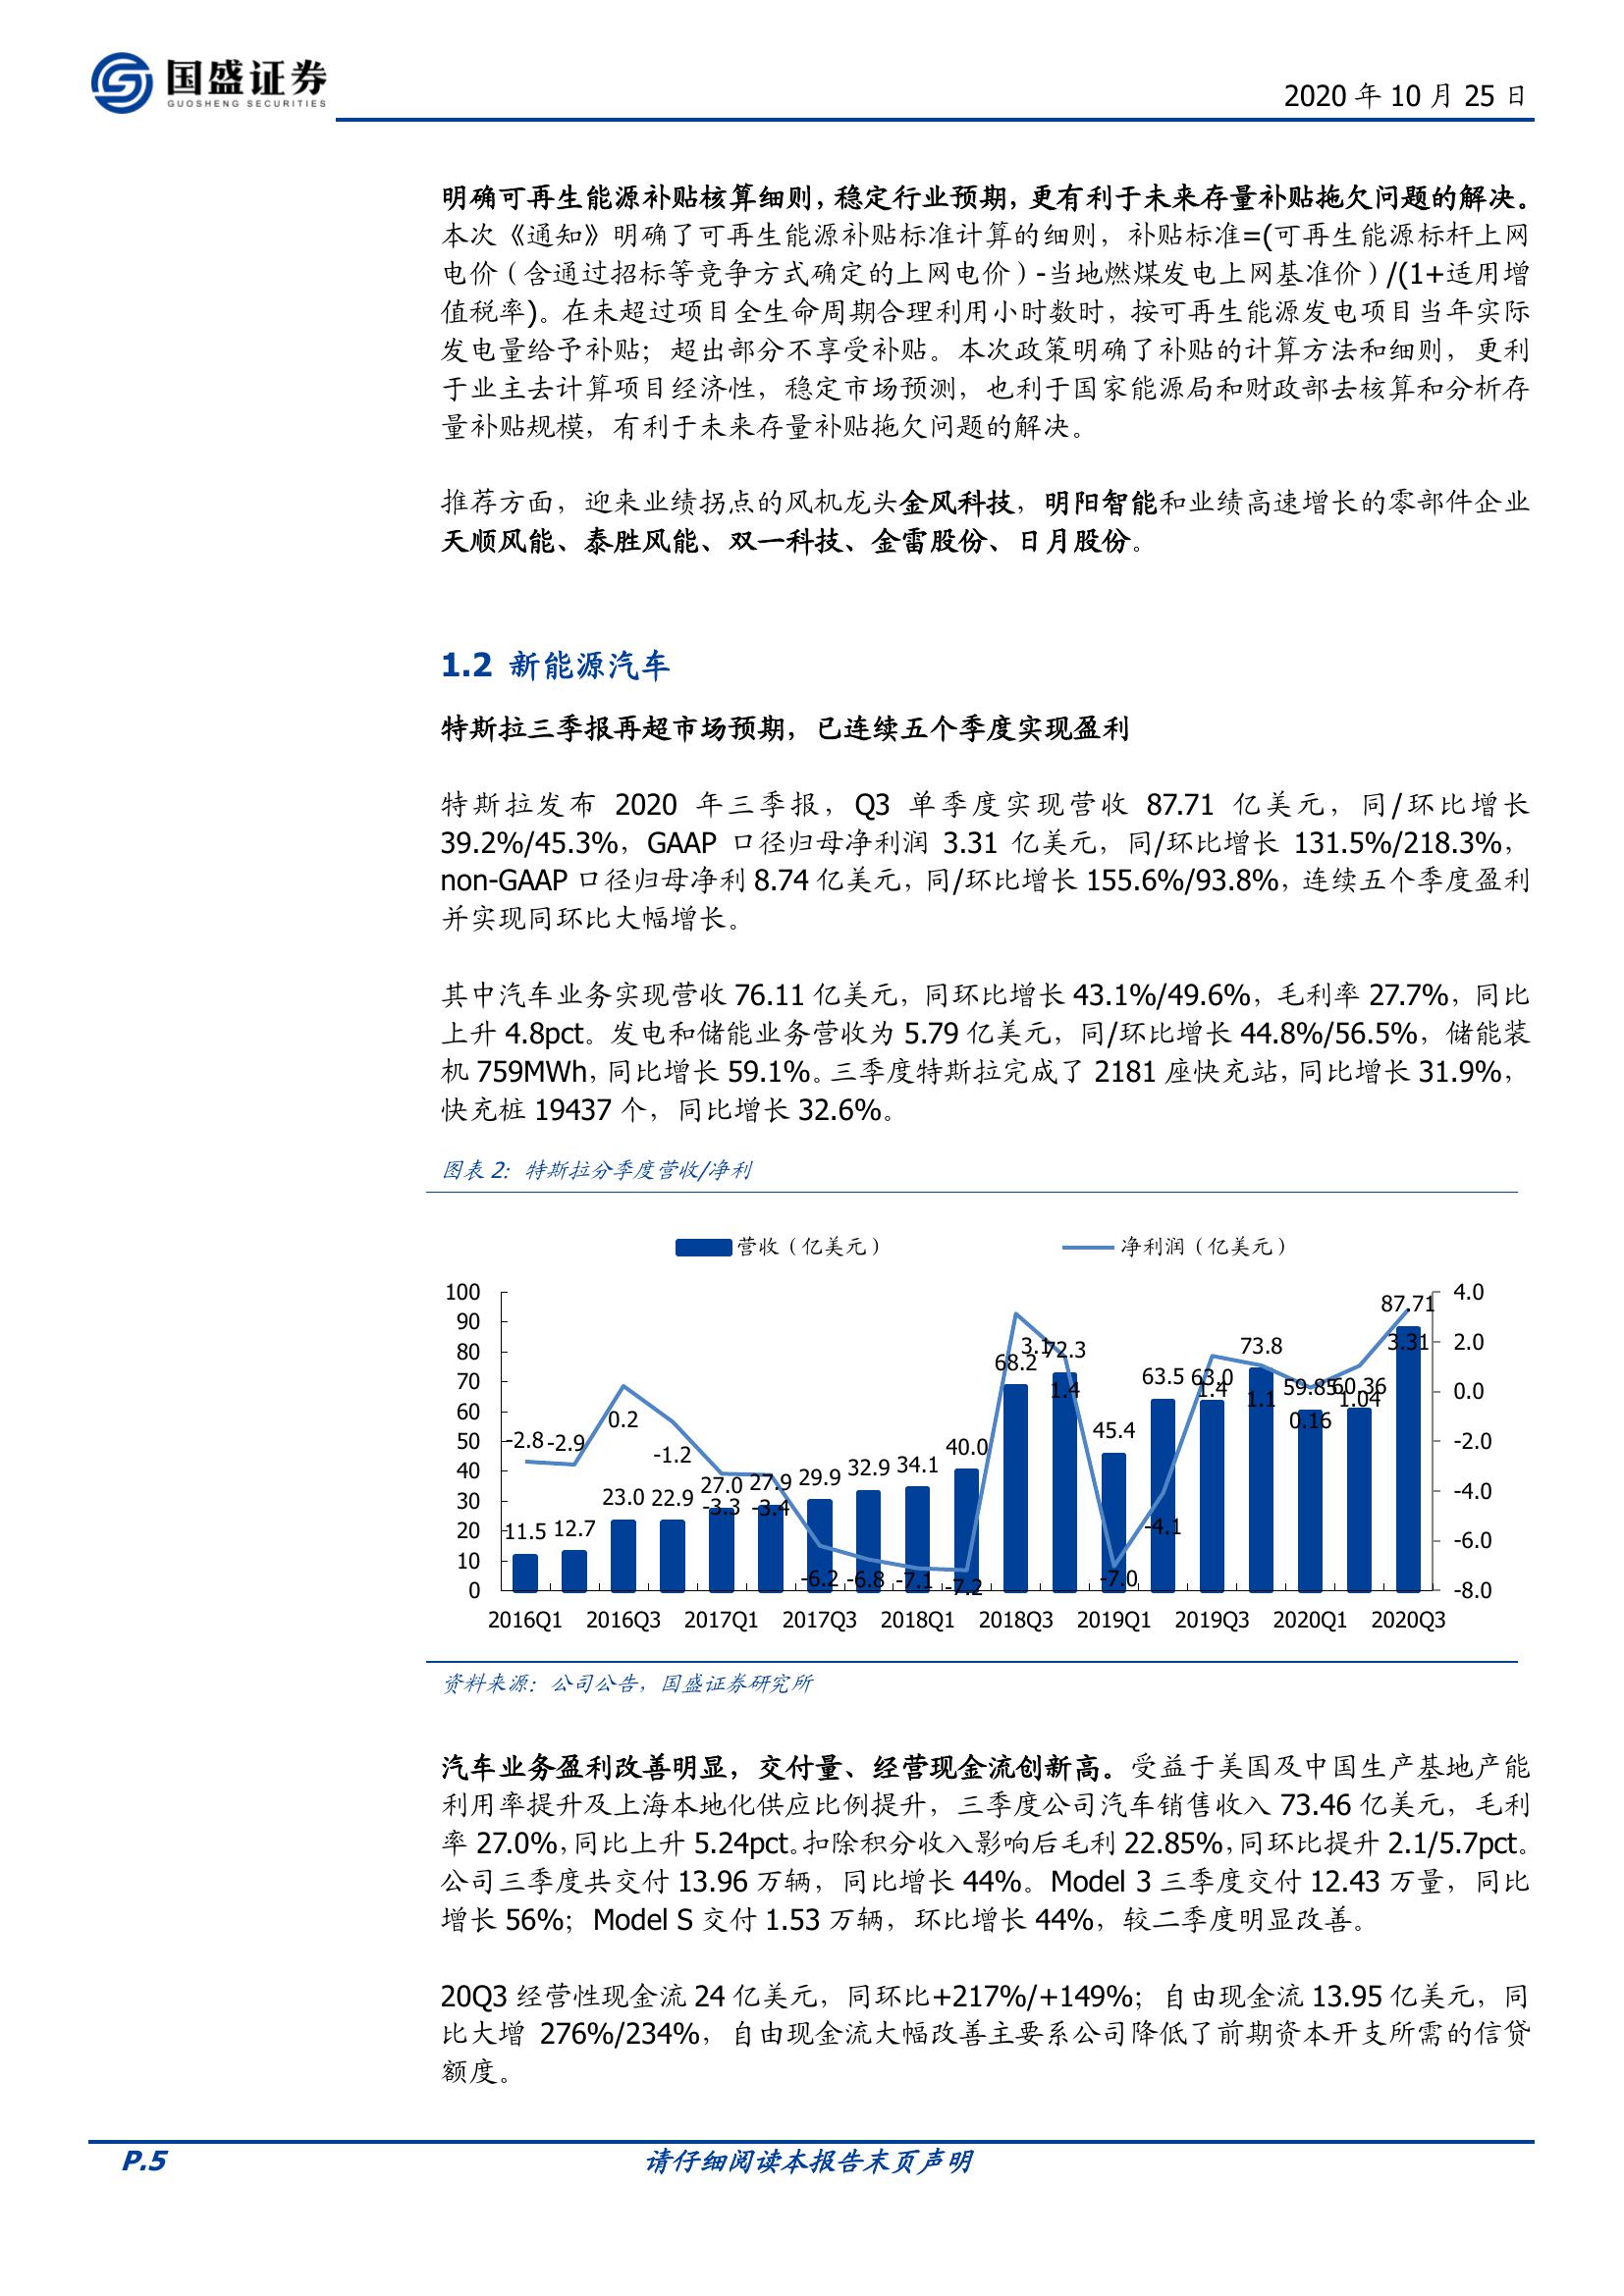 国盛证券
GUOSHENG SECURITIES
2020 年 10 月 25 日
明确可再生能源补贴核算细则，稳定行业预期，更有利于未来存量补贴拖欠问题的解决。
本次《通知》明确了可再生能源补贴标准计算的细则，补贴标准=(可再生能源标杆上网
电价（含通过招标等竞争方式确定的上网电价）-当地燃煤发电上网基准价）/(1+适用增
值税率)。在未超过项目全生命周期合理利用小时数时，按可再生能源发电项目当年实际
发电量给予补贴；超出部分不享受补贴。本次政策明确了补贴的计算方法和细则，更利
于业主去计算项目经济性，稳定市场预测，也利于国家能源局和财政部去核算和分析存
量补贴规模，有利于未来存量补贴拖欠问题的解决。
推荐方面，迎来业绩拐点的风机龙头金风科技，明阳智能和业绩高速增长的零部件企业
天顺风能、泰胜风能、双一科技、金雷股份、日月股份。
1.2 新能源汽车
特斯拉三季报再超市场预期，已连续五个季度实现盈利
特斯拉发布 2020 年三季报，Q3 单季度实现营收 87.71 亿美元，同/环比增长
39.2%/45.3%，GAAP 口径归母净利润 3.31 亿美元，同/环比增长 131.5%/218.3%，
non-GAAP 口径归母净利 8.74 亿美元，同/环比增长 155.6%/93.8%，连续五个季度盈利
并实现同环比大幅增长。
其中汽车业务实现营收 76.11 亿美元，同环比增长 43.1%/49.6%，毛利率 27.7%，同比
上升 4.8pct。发电和储能业务营收为 5.79 亿美元，同/环比增长 44.8%/56.5%，储能装
机 759MWh，同比增长 59.1%。三季度特斯拉完成了 2181 座快充站，同比增长 31.9%，
快充桩 19437 个，同比增长 32.6%。
图表 2：特斯拉分季度营收/净利
营收（亿美元） 净利润（亿美元）
100 90 80 70 60 50 40 30 20 10 0
11.5 12.7 23.0 22.9 27.0 27.9 29.9 32.9 34.1 40.0 68.2 72.3 45.4 63.5 63.0 73.8 59.85 60.36 87.71
-2.8 -2.9 0.2 -1.2 -3.3 -3.4 -6.2 -6.8 -7.1 -7.2 3.1 1.4 -7.0 -4.1 1.4 1.1 0.16 1.04 3.31
4.0 2.0 0.0 -2.0 -4.0 -6.0 -8.0
2016Q1 2016Q3 2017Q1 2017Q3 2018Q1 2018Q3 2019Q1 2019Q3 2020Q1 2020Q3
资料来源：公司公告，国盛证券研究所
汽车业务盈利改善明显，交付量、经营现金流创新高。受益于美国及中国生产基地产能
利用率提升及上海本地化供应比例提升，三季度公司汽车销售收入 73.46 亿美元，毛利
率 27.0%，同比上升 5.24pct。扣除积分收入影响后毛利 22.85%，同环比提升 2.1/5.7pct。
公司三季度共交付 13.96 万辆，同比增长 44%。Model 3 三季度交付 12.43 万量，同比
增长 56%；Model S 交付 1.53 万辆，环比增长 44%，较二季度明显改善。
20Q3 经营性现金流 24 亿美元，同环比+217%/+149%；自由现金流 13.95 亿美元，同
比大增 276%/234%，自由现金流大幅改善主要系公司降低了前期资本开支所需的信贷
额度。
P.5
请仔细阅读本报告末页声明